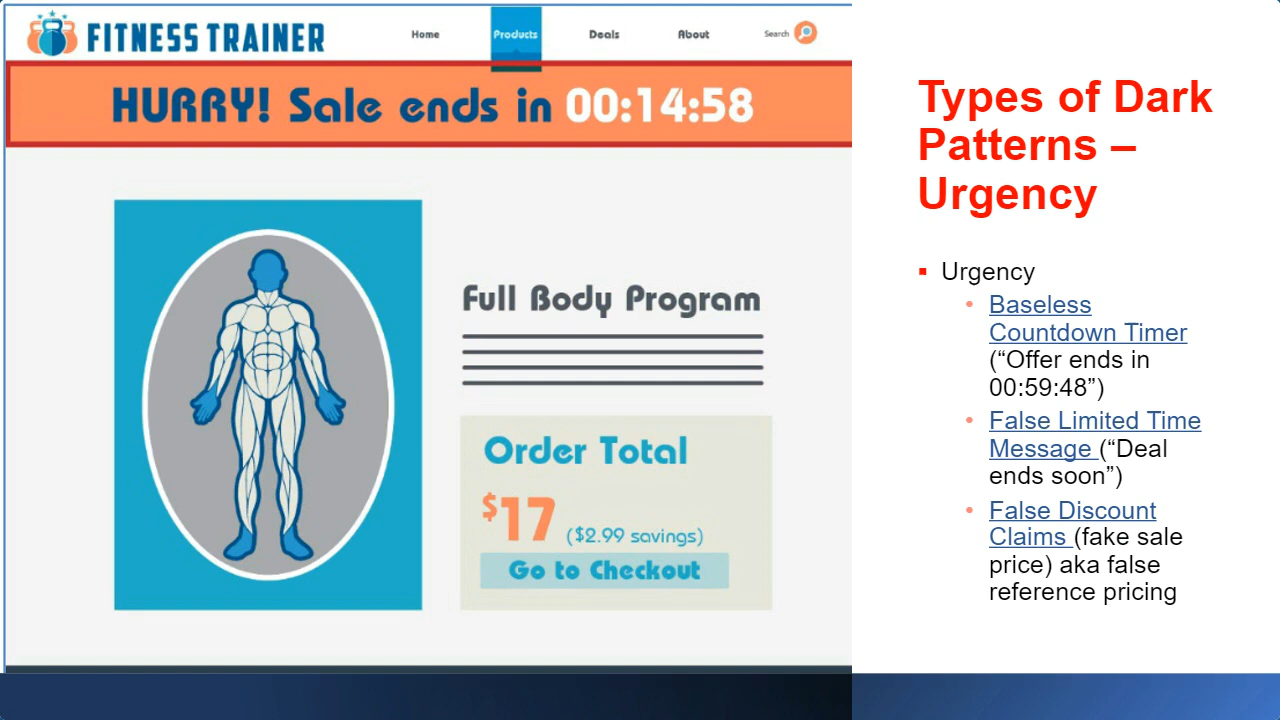 FITNESS TRAINER
Home
Products
Deals
About
Search
HURRY! Sale ends in 00:14:58
Full Body Program
Order Total
$17 ($2.99 savings)
Go to Checkout
Types of Dark
Patterns –
Urgency
▪ Urgency
• Baseless
Countdown Timer
(“Offer ends in
00:59:48”)
• False Limited Time
Message (“Deal
ends soon”)
• False Discount
Claims (fake sale
price) aka false
reference pricing